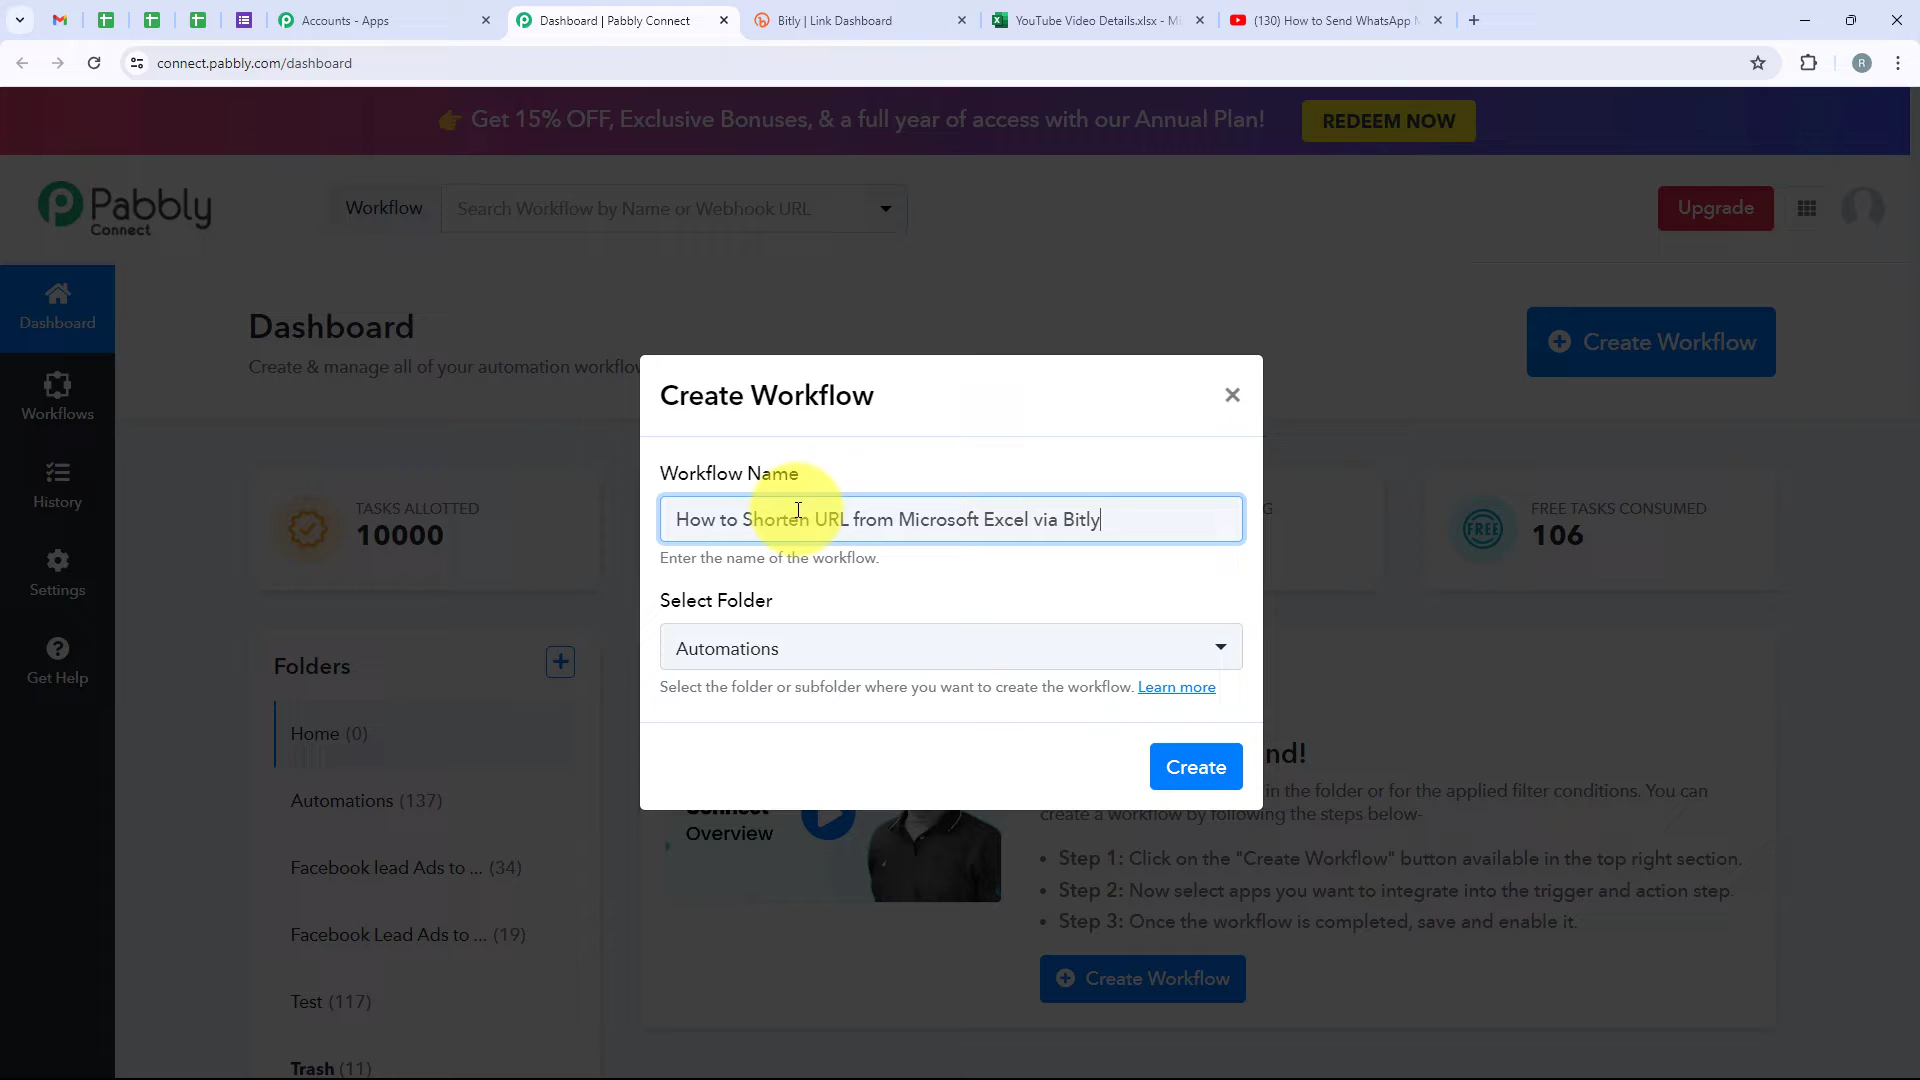 Accounts - Apps
Dashboard | Pabbly Connect
Bitly | Link Dashboard
YouTube Video Details.xlsx - Mi
(130) How to Send WhatsApp M
connect.pabbly.com/dashboard
R
Get 15% OFF, Exclusive Bonuses, & a full year of access with our Annual Plan!
REDEEM NOW
Pabbly
Connect
Workflow
Search Workflow by Name or Webhook URL
Upgrade
Dashboard
Workflows
History
Settings
Get Help
Dashboard
Create & manage all of your automation workflow
Create Workflow
TASKS ALLOTTED
10000
G
FREE TASKS CONSUMED
FREE
106
Create Workflow
×
Workflow Name
How to Shorten URL from Microsoft Excel via Bitly
Enter the name of the workflow.
Select Folder
Automations
Select the folder or subfolder where you want to create the workflow. Learn more
Create
Folders
Home (0)
Automations (137)
Facebook lead Ads to ... (34)
Facebook Lead Ads to ... (19)
Test (117)
Trash (11)
Overview
nd!
in the folder or for the applied filter conditions. You can
create a workflow by following the steps below-
• Step 1: Click on the "Create Workflow" button available in the top right section.
• Step 2: Now select apps you want to integrate into the trigger and action step.
• Step 3: Once the workflow is completed, save and enable it.
Create Workflow